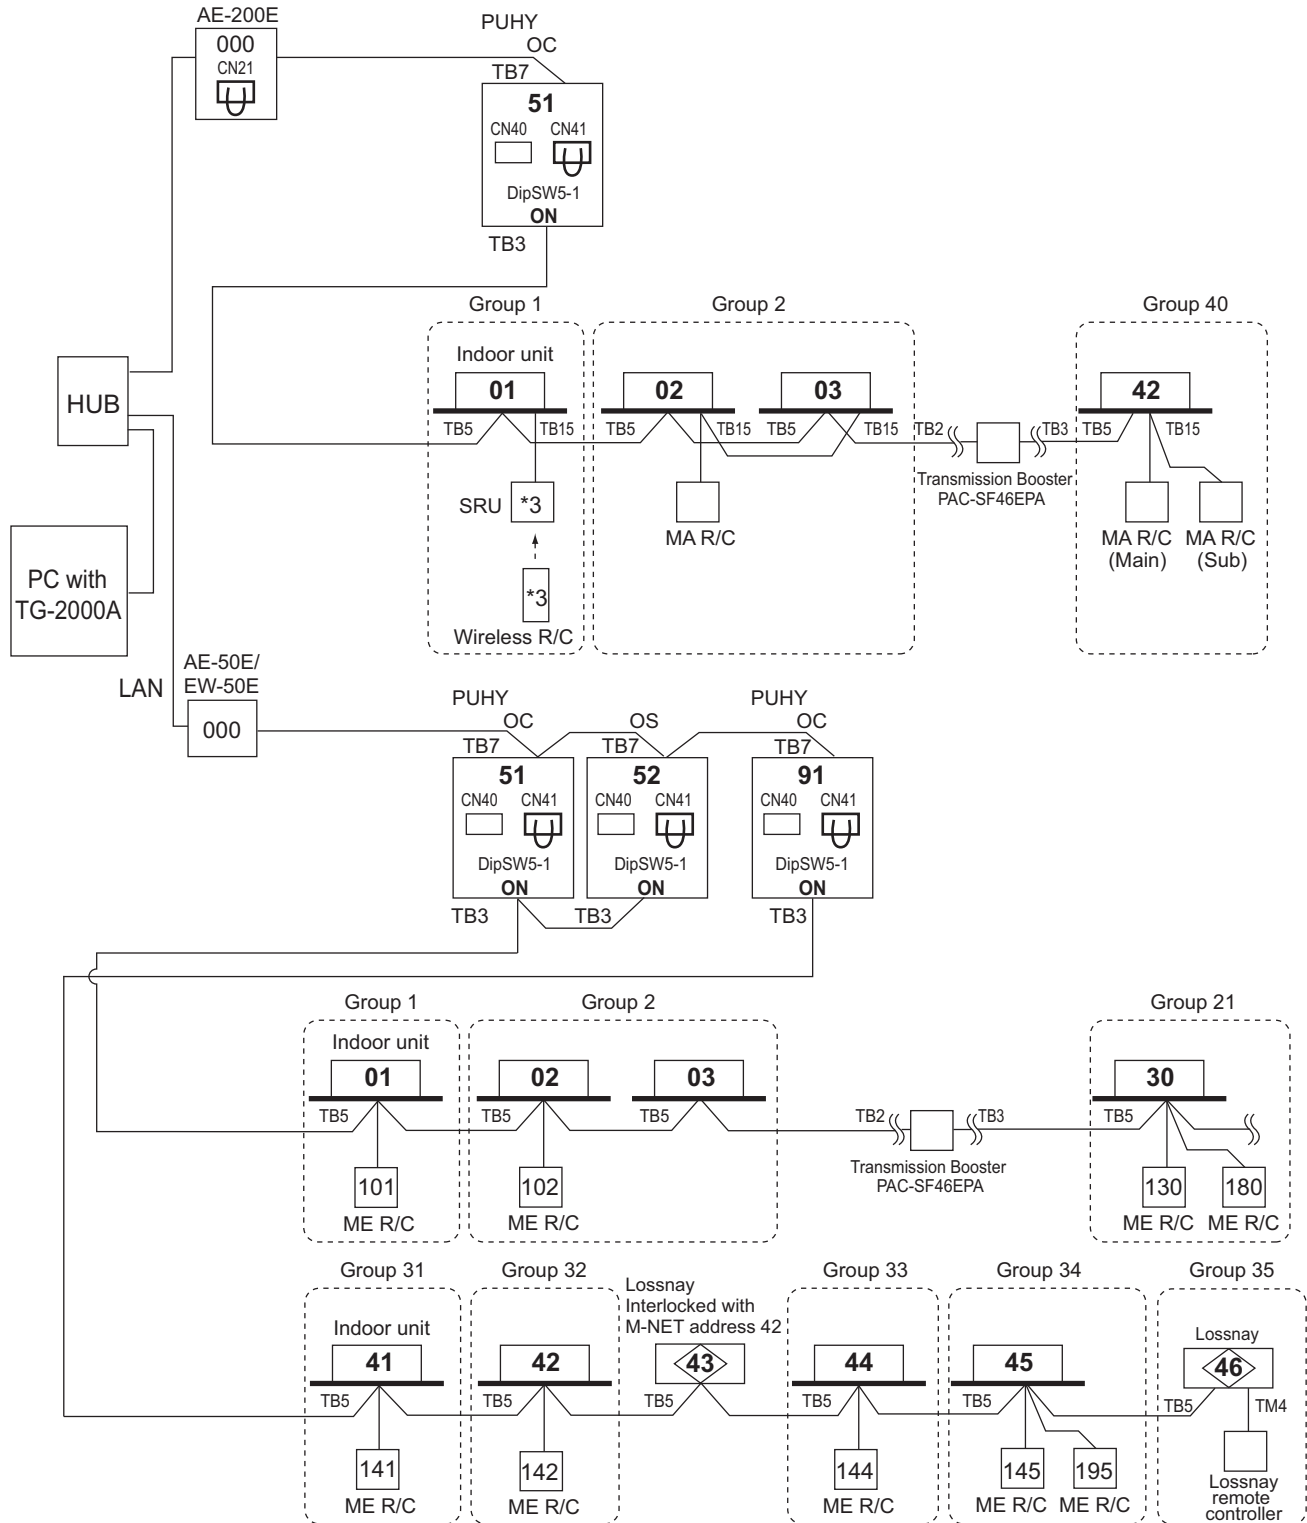 AE-200E
000
CN21
PUHY
OC
TB7
51
CN40 CN41
DipSW5-1
ON
TB3
HUB
PC with
TG-2000A
LAN
Group 1
Indoor unit
01
TB5 TB15
SRU *3
*3
Wireless R/C
Group 2
02 03
TB5 TB15 TB5 TB15
MA R/C
TB2 TB3
Transmission Booster
PAC-SF46EPA
Group 40
42
TB5 TB15
MA R/C MA R/C
(Main) (Sub)
AE-50E/
EW-50E
000
PUHY PUHY
OC OS OC
TB7 TB7 TB7
51 52 91
CN40 CN41 CN40 CN41 CN40 CN41
DipSW5-1 DipSW5-1 DipSW5-1
ON ON ON
TB3 TB3 TB3
Group 1
Indoor unit
01
TB5
101
ME R/C
Group 2
02 03
TB5 TB5
102
ME R/C
TB2 TB3
Transmission Booster
PAC-SF46EPA
Group 21
30
TB5
130 180
ME R/C ME R/C
Group 31
Indoor unit
41
TB5
141
ME R/C
Group 32
42
TB5
142
ME R/C
Lossnay
Interlocked with
M-NET address 42
43
TB5
Group 33
44
TB5
144
ME R/C
Group 34
45
TB5
145 195
ME R/C ME R/C
Group 35
Lossnay
46
TB5 TM4
Lossnay
remote
controller